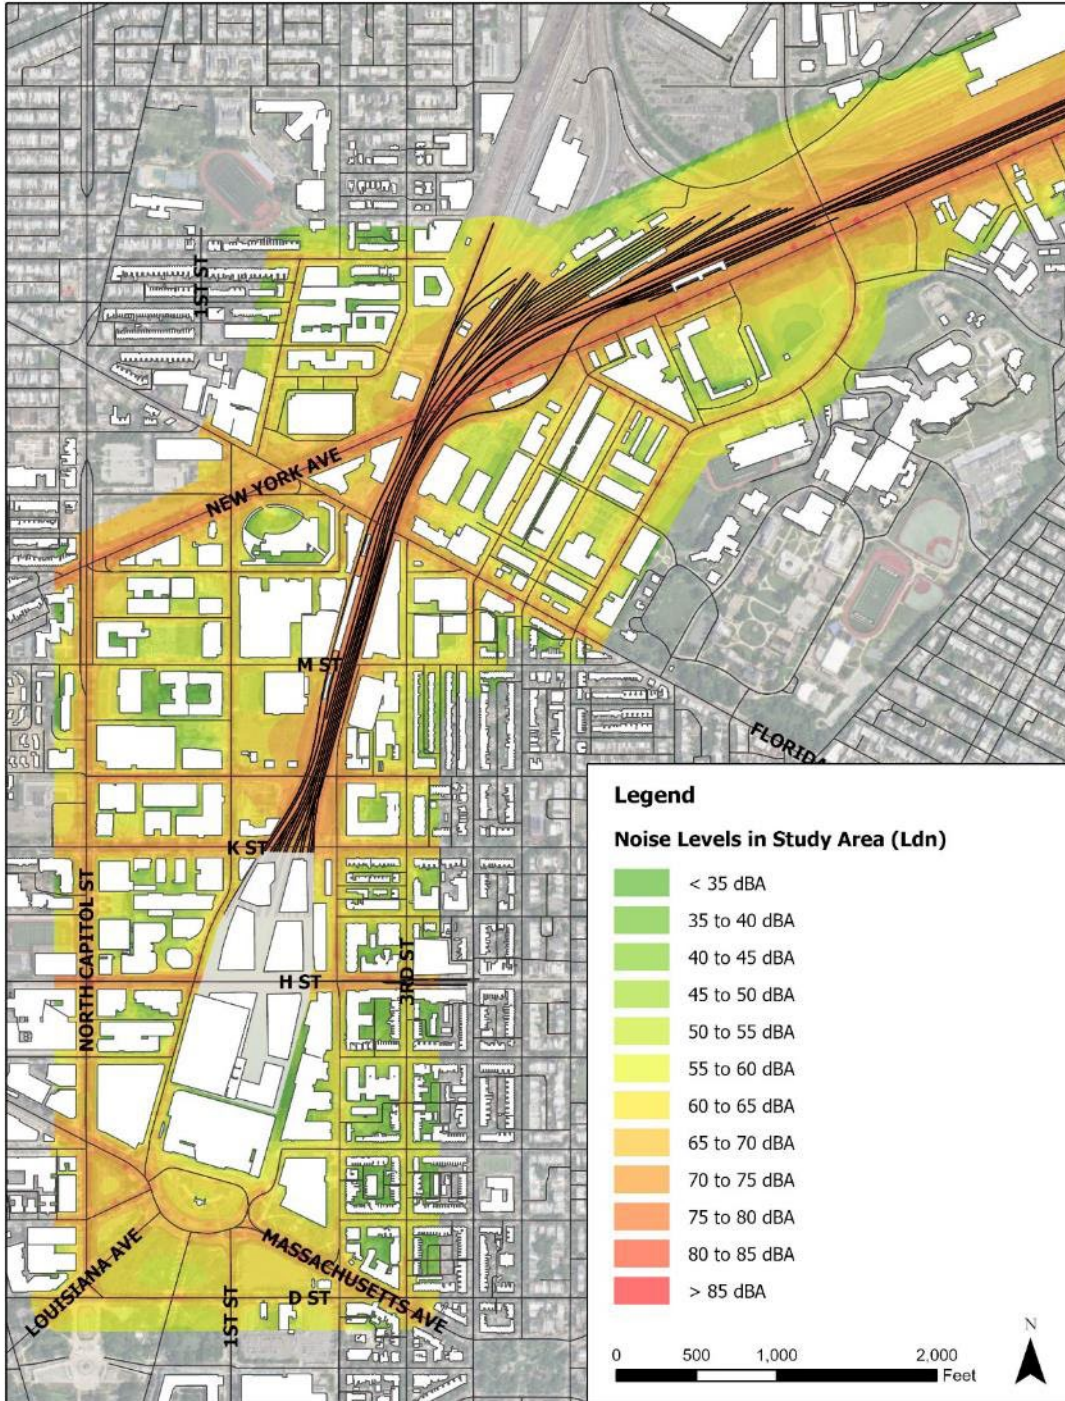 1ST ST
NEW YORK AVE
M ST
FLORIDA
K ST
NORTH CAPITOL ST
3RD ST
H ST
LOUISIANA AVE
MASSACHUSETTS AVE
D ST
1ST ST
Legend
Noise Levels in Study Area (Ldn)
< 35 dBA
35 to 40 dBA
40 to 45 dBA
45 to 50 dBA
50 to 55 dBA
55 to 60 dBA
60 to 65 dBA
65 to 70 dBA
70 to 75 dBA
75 to 80 dBA
80 to 85 dBA
> 85 dBA
N
0 500 1,000 2,000
Feet